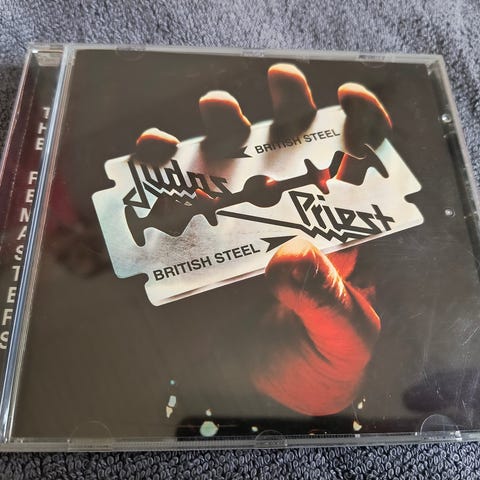 THE REMASTERS
BRITISH STEEL
Judas
Priest
BRITISH STEEL